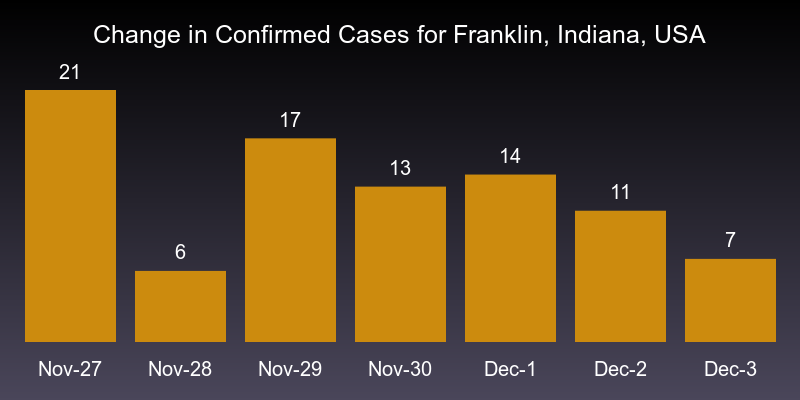 Change in Confirmed Cases for Franklin, Indiana, USA
21
6
17
13
14
11
7
Nov-27
Nov-28
Nov-29
Nov-30
Dec-1
Dec-2
Dec-3